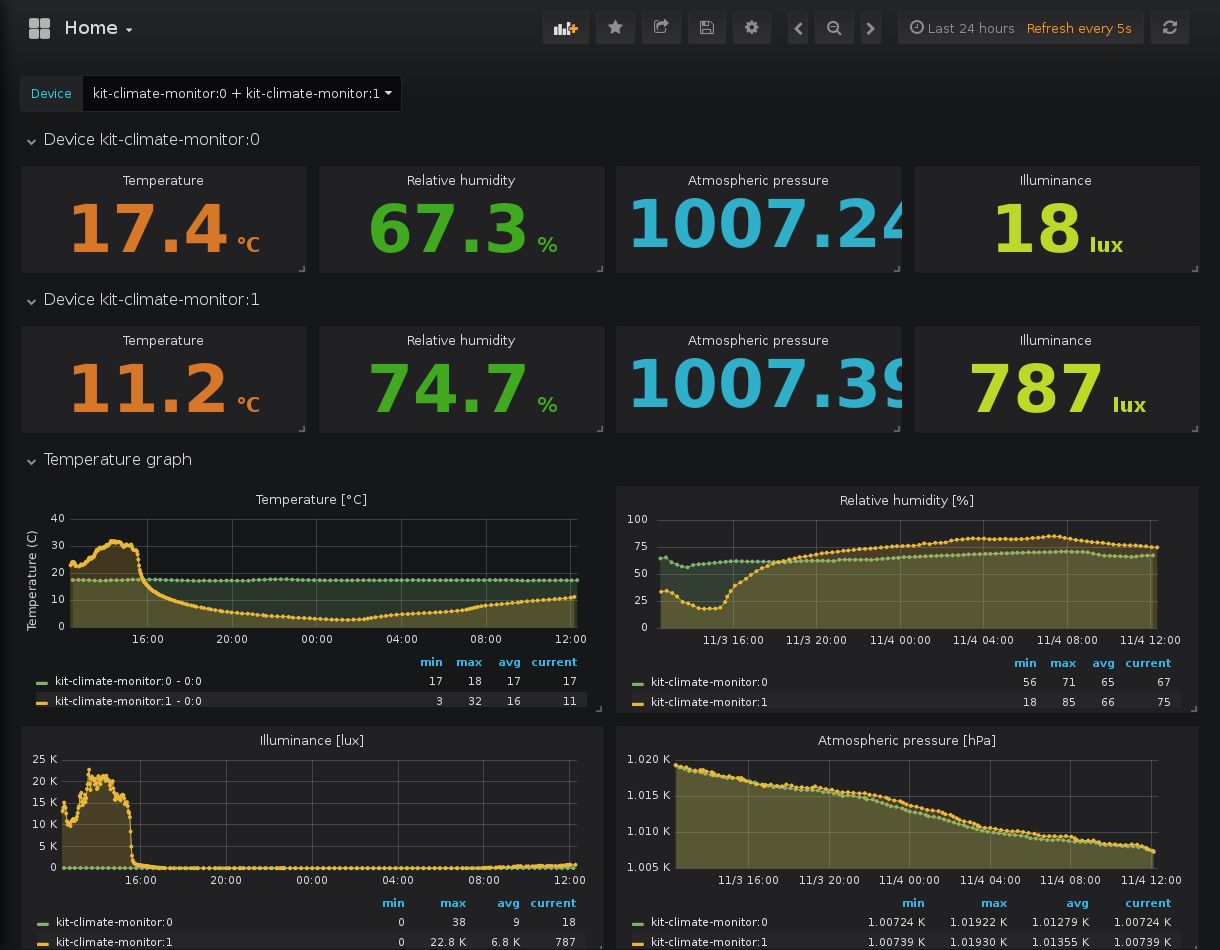 Home
Last 24 hours Refresh every 5s
Device kit-climate-monitor:0 + kit-climate-monitor:1
Device kit-climate-monitor:0
Temperature Relative humidity Atmospheric pressure Illuminance
17.4 °C 67.3 % 1007.24 18 lux
Device kit-climate-monitor:1
Temperature Relative humidity Atmospheric pressure Illuminance
11.2 °C 74.7 % 1007.39 787 lux
Temperature graph
Temperature [°C]
Temperature (C)
40
30
20
10
0
16:00 20:00 00:00 04:00 08:00 12:00
min max avg current
kit-climate-monitor:0 - 0:0 17 18 17 17
kit-climate-monitor:1 - 0:0 3 32 16 11
Relative humidity [%]
100
75
50
25
0
11/3 16:00 11/3 20:00 11/4 00:00 11/4 04:00 11/4 08:00 11/4 12:00
min max avg current
kit-climate-monitor:0 56 71 65 67
kit-climate-monitor:1 18 85 66 75
Illuminance [lux]
25 K
20 K
15 K
10 K
5 K
0
16:00 20:00 00:00 04:00 08:00 12:00
min max avg current
kit-climate-monitor:0 0 38 9 18
kit-climate-monitor:1 0 22.8 K 6.8 K 787
Atmospheric pressure [hPa]
1.020 K
1.015 K
1.010 K
1.005 K
11/3 16:00 11/3 20:00 11/4 00:00 11/4 04:00 11/4 08:00 11/4 12:00
min max avg current
kit-climate-monitor:0 1.00724 K 1.01922 K 1.01279 K 1.00724 K
kit-climate-monitor:1 1.00739 K 1.01930 K 1.01355 K 1.00739 K